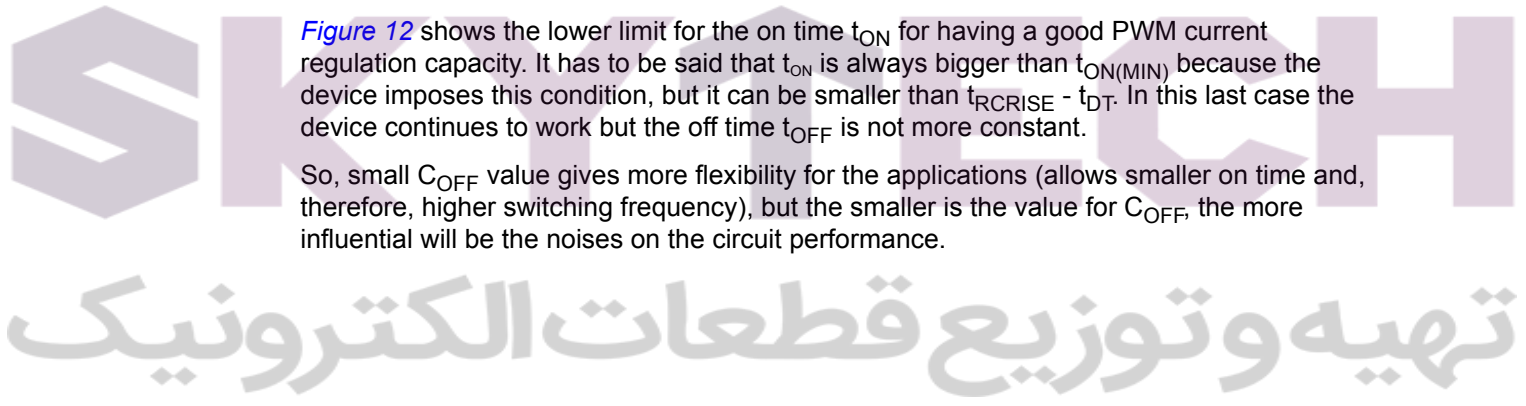 SKYTECH
Figure 12 shows the lower limit for the on time tON for having a good PWM current
regulation capacity. It has to be said that tON is always bigger than tON(MIN) because the
device imposes this condition, but it can be smaller than tRCRISE - tDT. In this last case the
device continues to work but the off time tOFF is not more constant.
So, small COFF value gives more flexibility for the applications (allows smaller on time and,
therefore, higher switching frequency), but the smaller is the value for COFF, the more
influential will be the noises on the circuit performance.
تهیه و توزیع قطعات الکترونیک